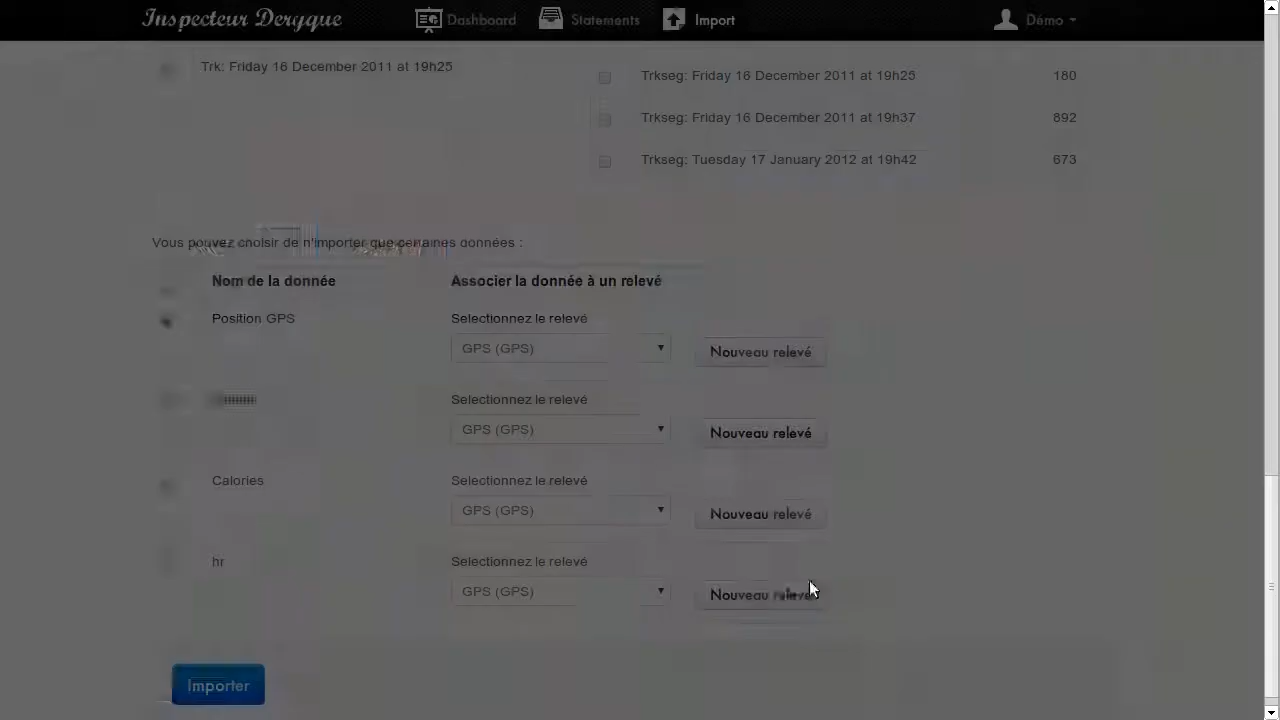 Inspecteur Deryque Dashboard Statements Import Démo
Trk: Friday 16 December 2011 at 19h25
Trkseg: Friday 16 December 2011 at 19h25 180
Trkseg: Friday 16 December 2011 at 19h37 892
Trkseg: Tuesday 17 January 2012 at 19h42 673
Vous pouvez choisir de n'importer que certaines données :
Nom de la donnée Associer la donnée à un relevé
Position GPS Selectionnez le relevé
GPS (GPS) Nouveau relevé
Selectionnez le relevé
GPS (GPS) Nouveau relevé
Calories Selectionnez le relevé
GPS (GPS) Nouveau relevé
hr Selectionnez le relevé
GPS (GPS) Nouveau relevé
Importer